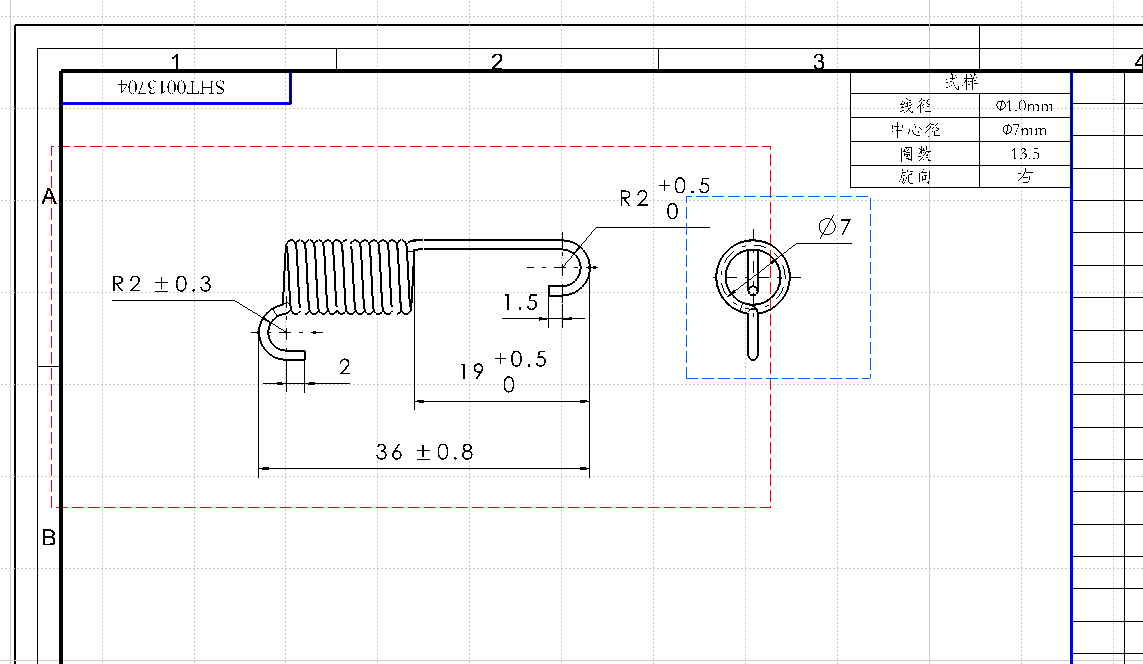 1 2 3 4
SHT0013704
式样
线径 Φ1.0mm
中心径 Φ7mm
圈数 13.5
旋向 右
A
R2 +0.5
0
Ø7
R2 ±0.3
1.5
2
19 +0.5
0
36 ±0.8
B